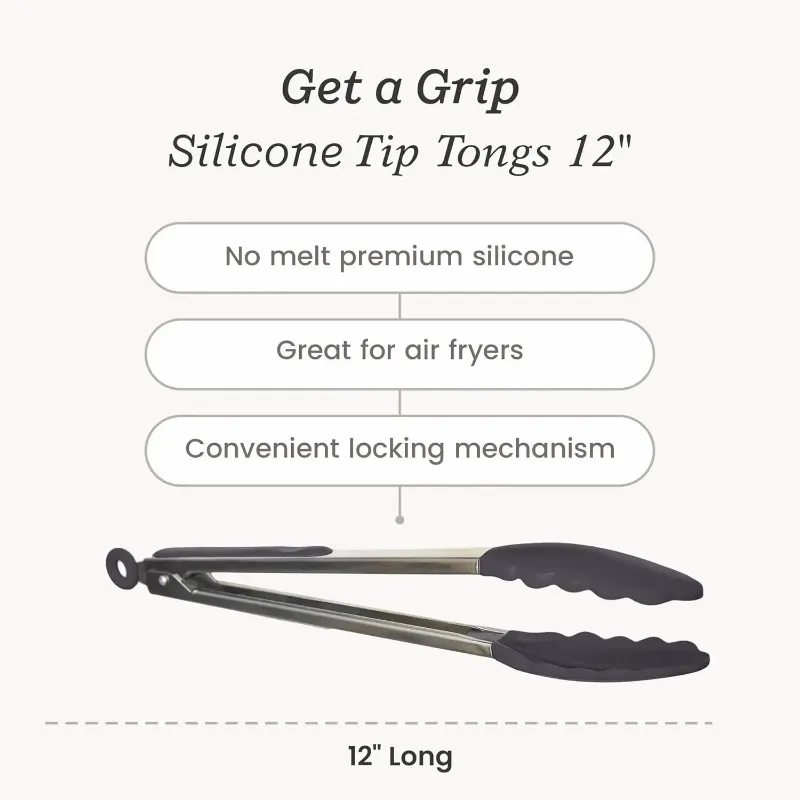 Get a Grip
Silicone Tip Tongs 12"
No melt premium silicone
Great for air fryers
Convenient locking mechanism
12" Long